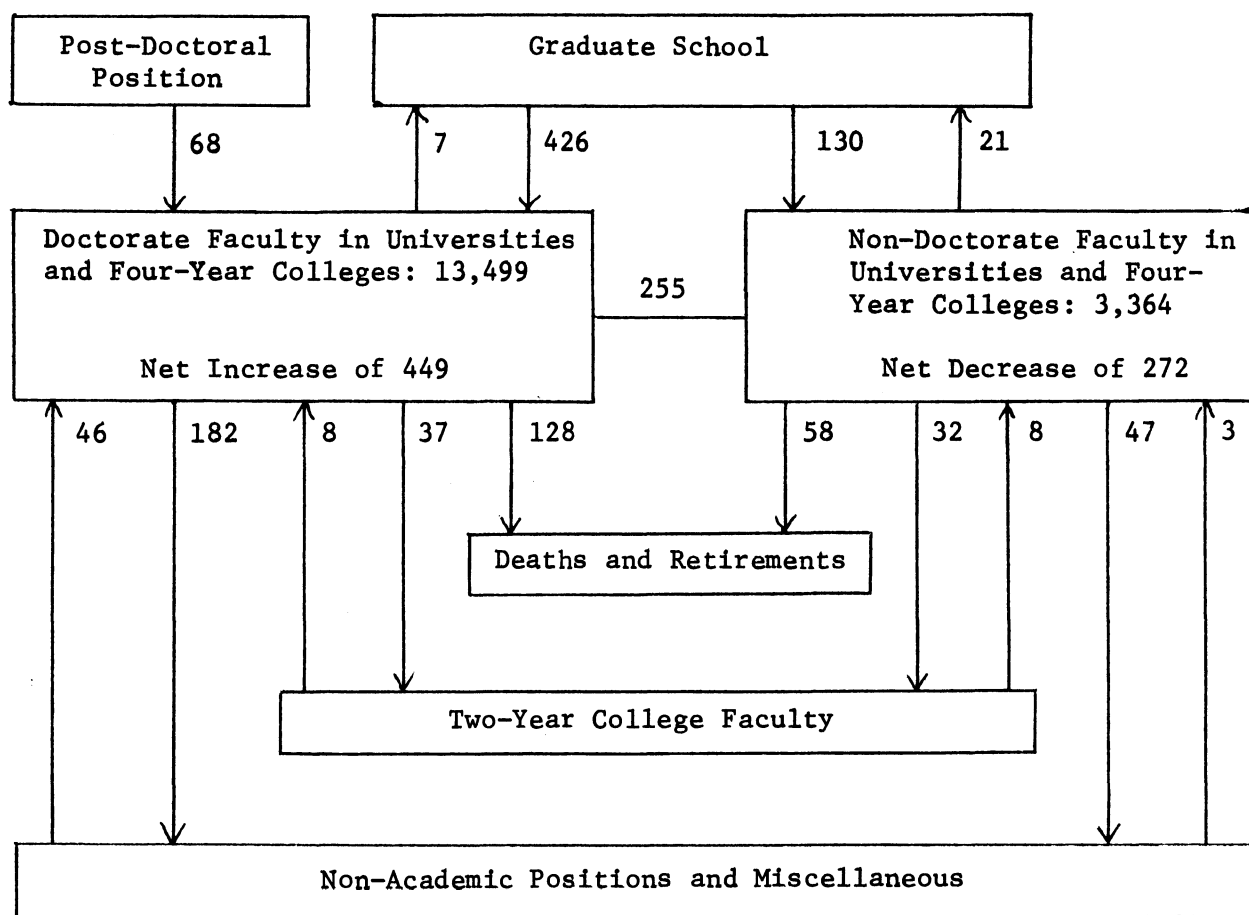 Post-Doctoral
Position
Graduate School
68
7
426
130
21
Doctorate Faculty in Universities
and Four-Year Colleges: 13,499
Net Increase of 449
255
Non-Doctorate Faculty in
Universities and Four-
Year Colleges: 3,364
Net Decrease of 272
46
182
8
37
128
58
32
8
47
3
Deaths and Retirements
Two-Year College Faculty
Non-Academic Positions and Miscellaneous